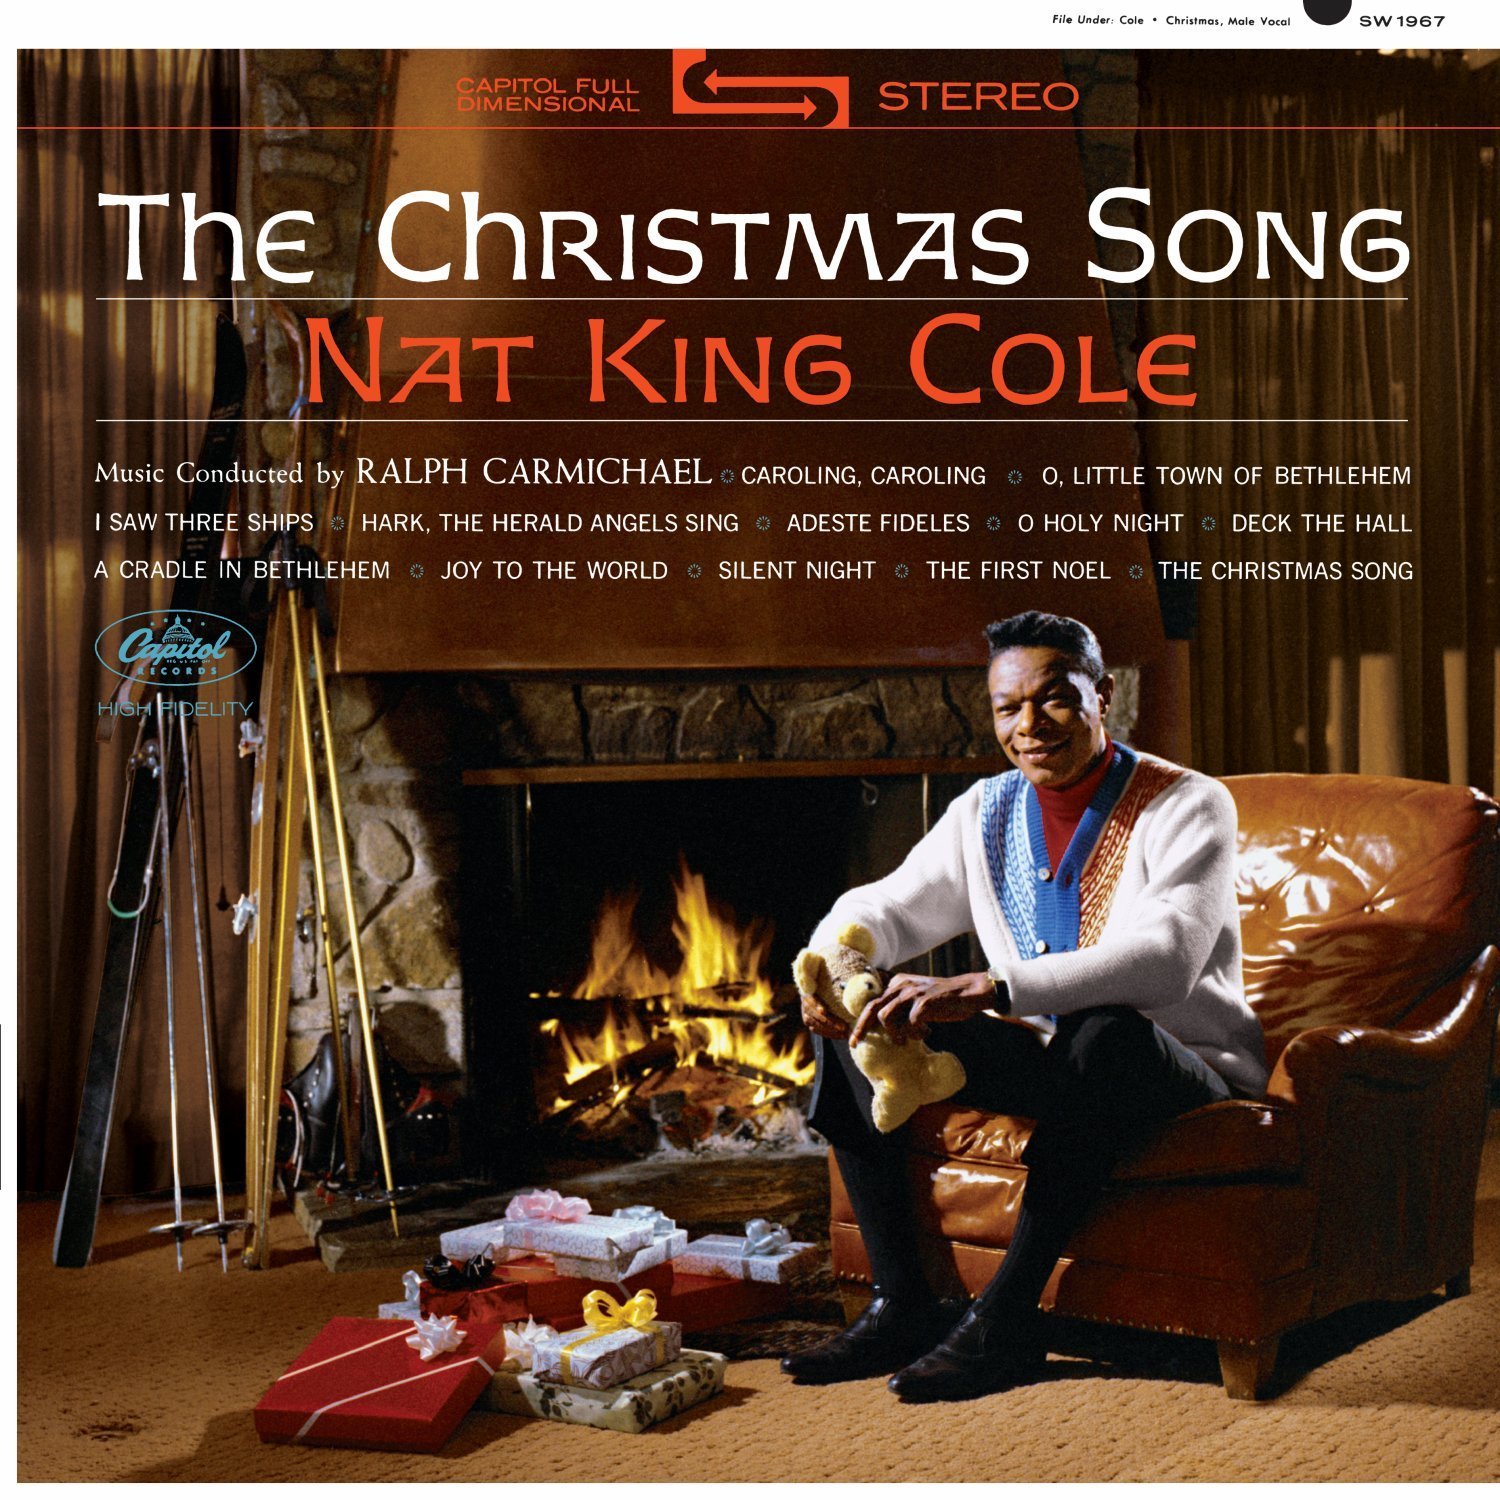 File Under: Cole • Christmas, Male Vocal SW 1967
CAPITOL FULL
DIMENSIONAL
STEREO
The Christmas Song
Nat King Cole
Music Conducted by RALPH CARMICHAEL CAROLING, CAROLING O, LITTLE TOWN OF BETHLEHEM
I SAW THREE SHIPS HARK, THE HERALD ANGELS SING ADESTE FIDELES O HOLY NIGHT DECK THE HALL
A CRADLE IN BETHLEHEM JOY TO THE WORLD SILENT NIGHT THE FIRST NOEL THE CHRISTMAS SONG
Capitol
RECORDS
HIGH FIDELITY